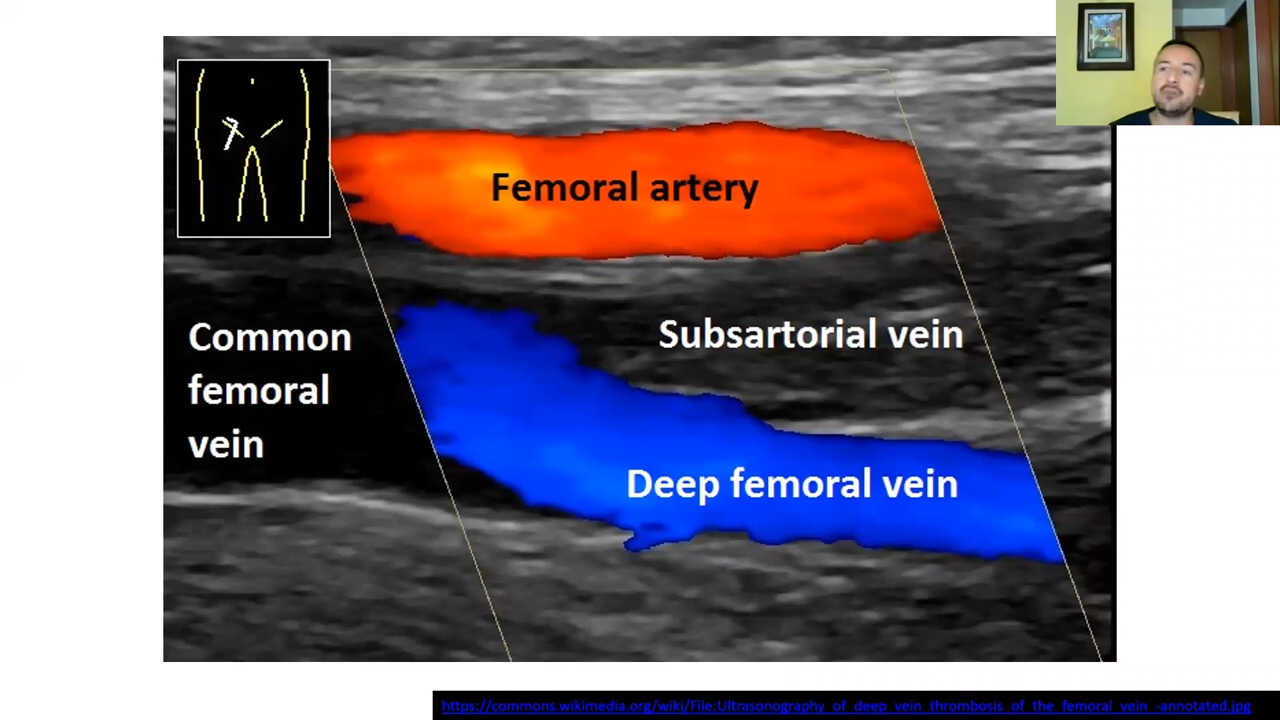 Femoral artery
Common
femoral
vein
Subsartorial vein
Deep femoral vein
https://commons.wikimedia.org/wiki/File:Ultrasonography_of_deep_vein_thrombosis_of_the_femoral_vein_-annotated.jpg